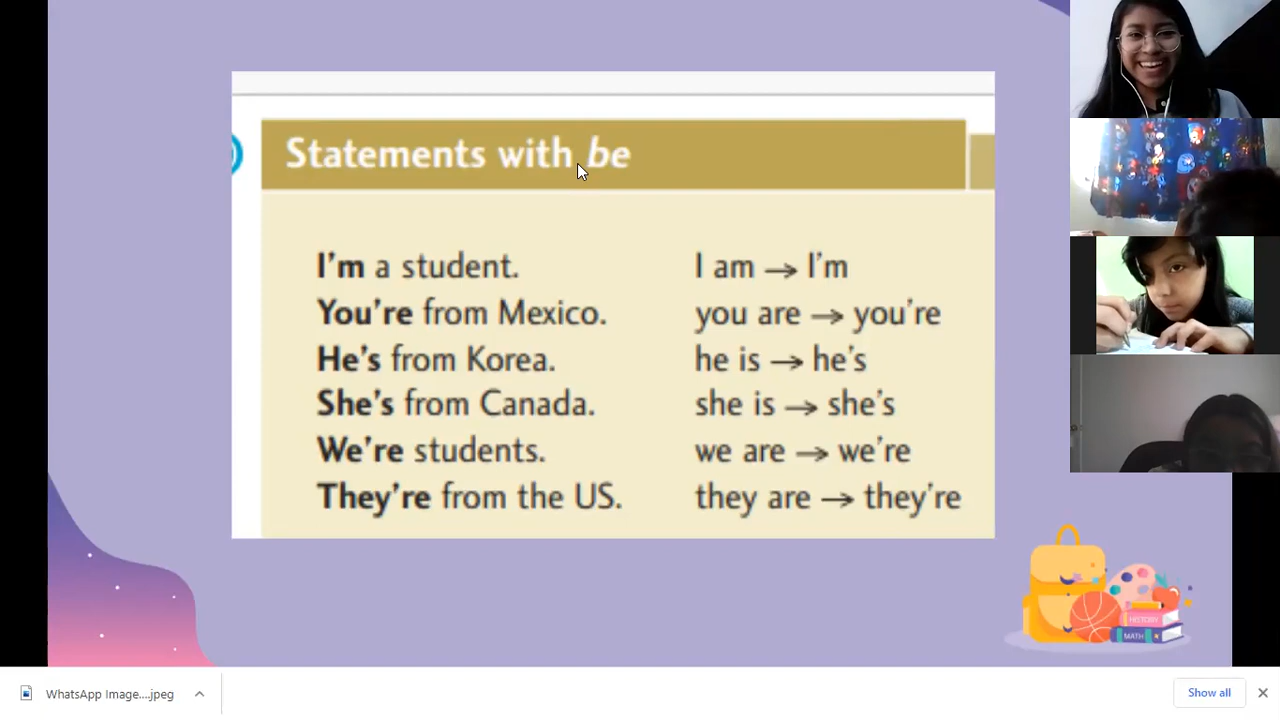 Statements with be
I'm a student.
I am → I'm
You're from Mexico.
you are → you're
He's from Korea.
he is → he's
She's from Canada.
she is → she's
We're students.
we are → we're
They're from the US.
they are → they're
HISTORY
MATH
WhatsApp Image....jpeg
Show all